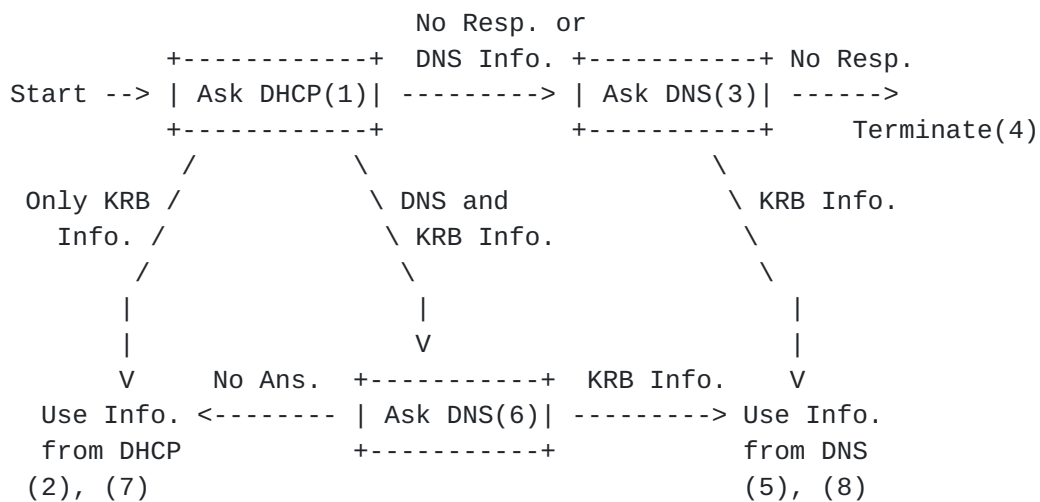 No Resp. or
+------------+ DNS Info. +-----------+ No Resp.
Start --> | Ask DHCP(1)| ---------> | Ask DNS(3)| ------>
+------------+ +-----------+ Terminate(4)
/ \ \
Only KRB / \ DNS and \ KRB Info.
Info. / \ KRB Info. \
/ \ \
| | |
| V |
V No Ans. +-----------+ KRB Info. V
Use Info. <-------- | Ask DNS(6)| ---------> Use Info.
from DHCP +-----------+ from DNS
(2), (7) (5), (8)